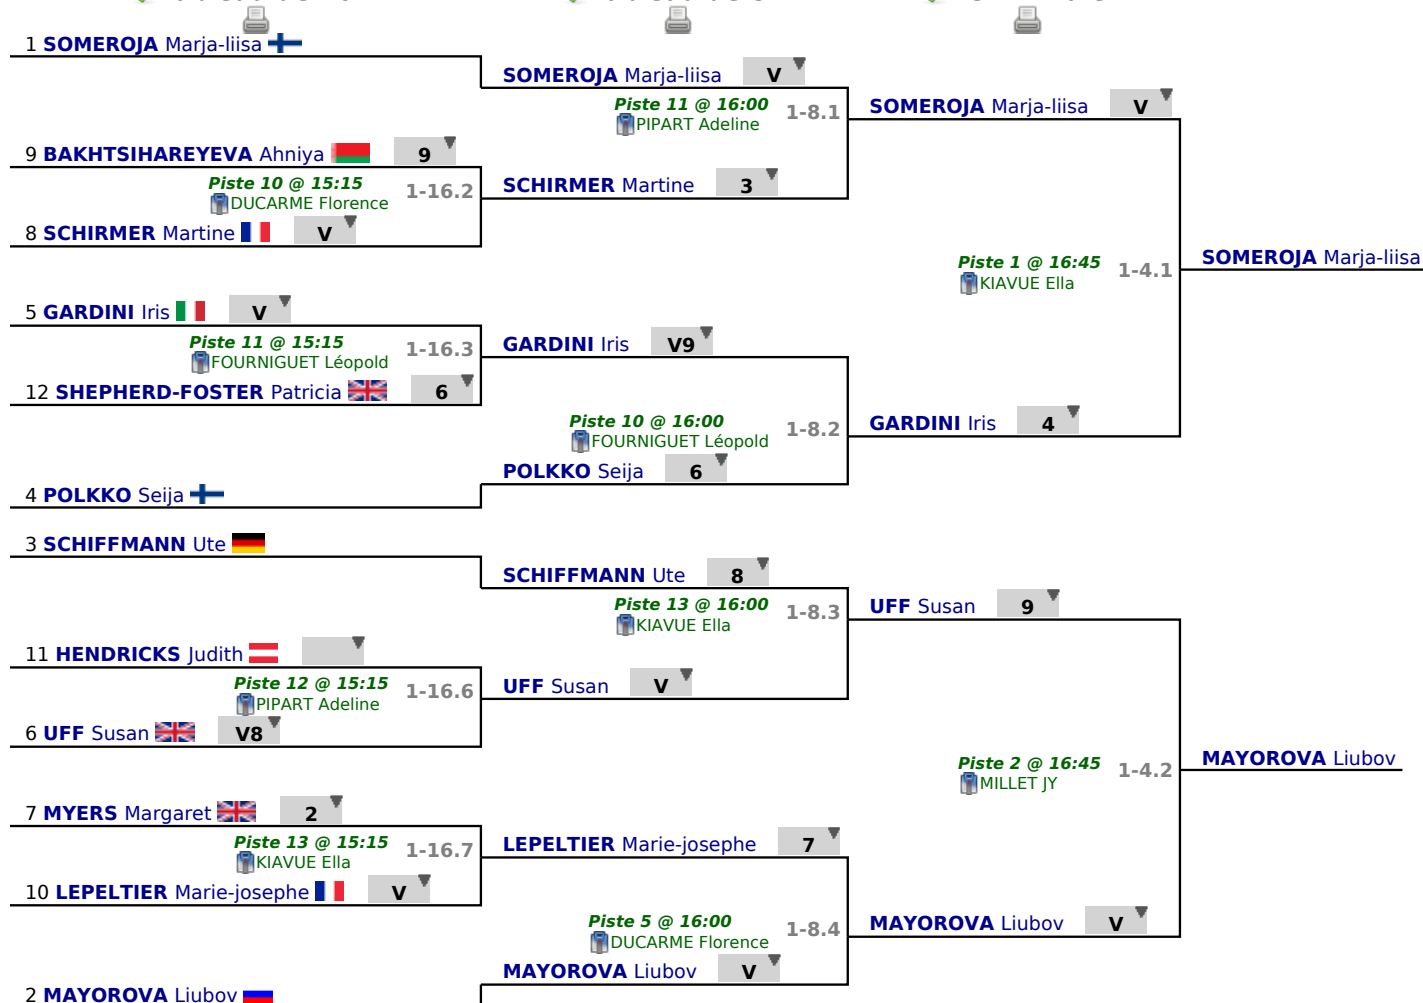 1 SOMEROJA Marja-liisa
9 BAKHTSIHAREYEVA Ahniya 9
Piste 10 @ 15:15
DUCARME Florence
1-16.2
8 SCHIRMER Martine V
5 GARDINI Iris V
Piste 11 @ 15:15
FOURNIGUET Léopold
1-16.3
12 SHEPHERD-FOSTER Patricia 6
4 POLKKO Seija
3 SCHIFFMANN Ute
11 HENDRICKS Judith
Piste 12 @ 15:15
PIPART Adeline
1-16.6
6 UFF Susan V8
7 MYERS Margaret 2
Piste 13 @ 15:15
KIAVUE Ella
1-16.7
10 LEPELTIER Marie-josephe V
2 MAYOROVA Liubov
SOMEROJA Marja-liisa V
Piste 11 @ 16:00
PIPART Adeline
1-8.1
SCHIRMER Martine 3
GARDINI Iris V9
Piste 10 @ 16:00
FOURNIGUET Léopold
1-8.2
POLKKO Seija 6
SCHIFFMANN Ute 8
Piste 13 @ 16:00
KIAVUE Ella
1-8.3
UFF Susan V
LEPELTIER Marie-josephe 7
Piste 5 @ 16:00
DUCARME Florence
1-8.4
MAYOROVA Liubov V
SOMEROJA Marja-liisa V
Piste 1 @ 16:45
KIAVUE Ella
1-4.1
GARDINI Iris 4
UFF Susan 9
Piste 2 @ 16:45
MILLET JY
1-4.2
MAYOROVA Liubov V
SOMEROJA Marja-liisa
MAYOROVA Liubov